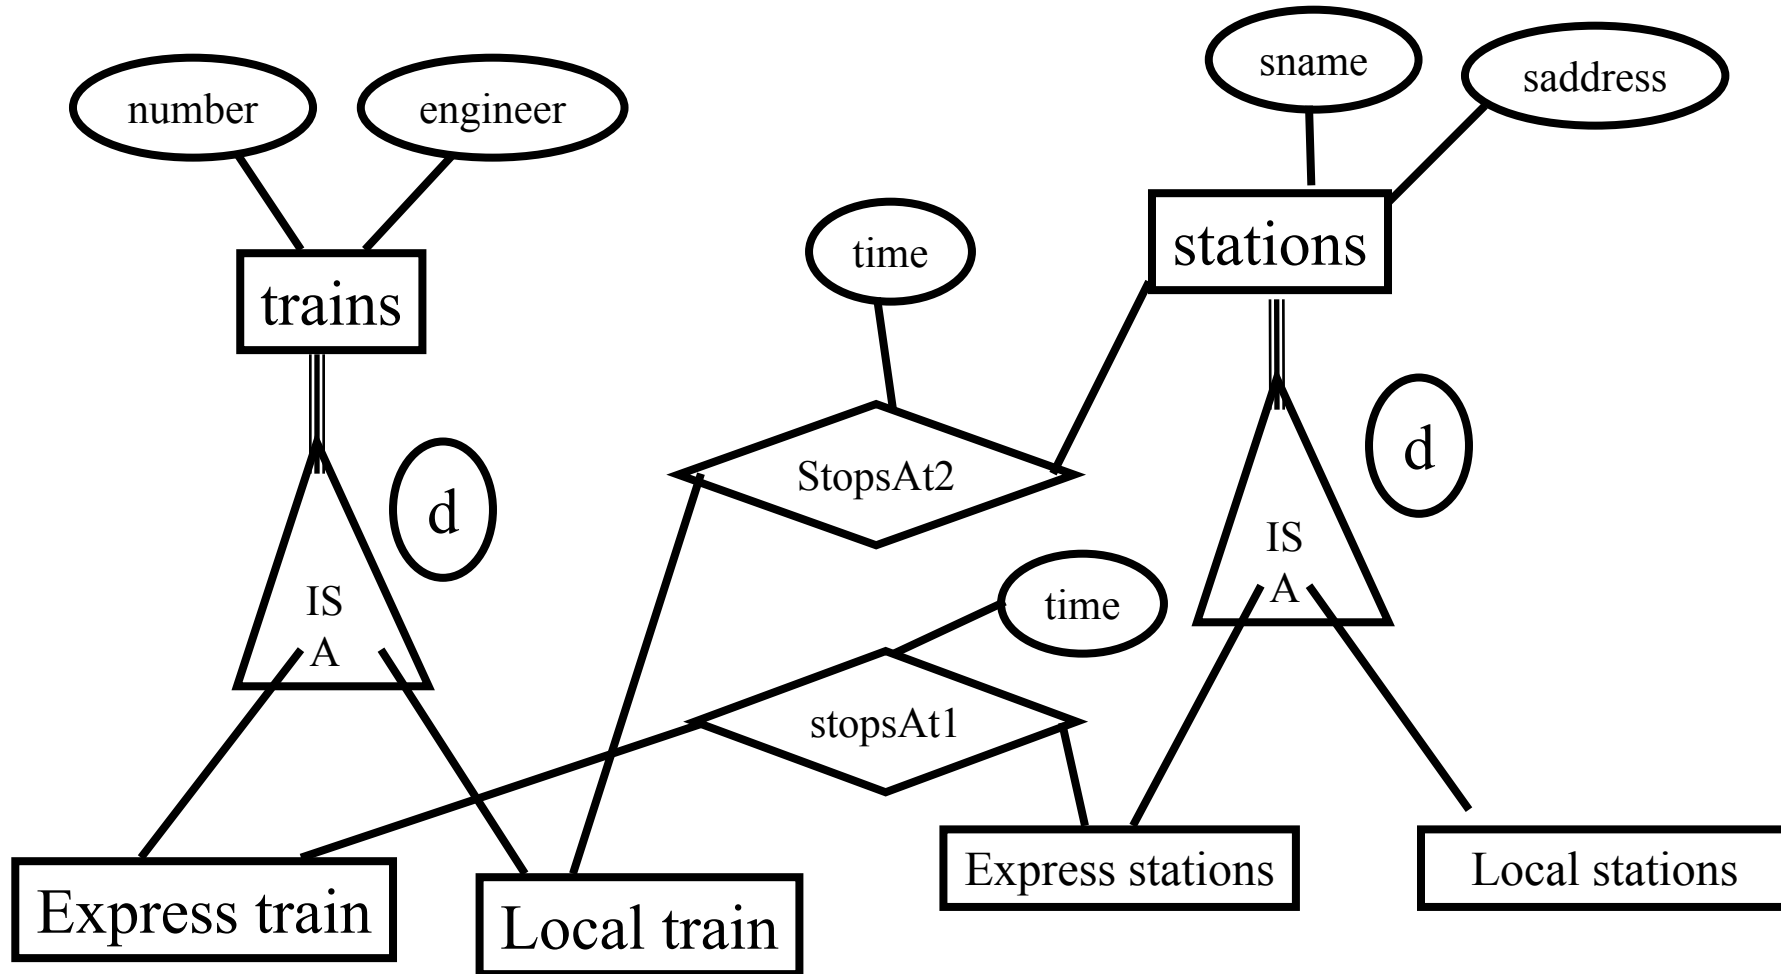 sname
saddress
number
engineer
time
stations
trains
d
d
StopsAt2
IS
A
IS
A
time
stopsAt1
Express stations
Local stations
Express train
Local train